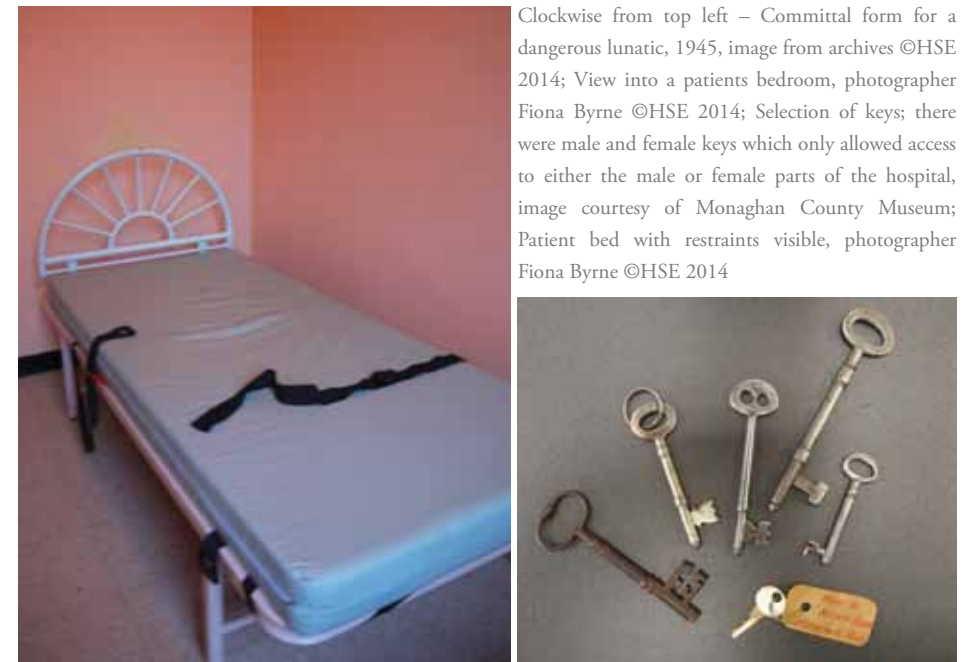 Clockwise from top left – Committal form for a
dangerous lunatic, 1945, image from archives ©HSE
2014; View into a patients bedroom, photographer
Fiona Byrne ©HSE 2014; Selection of keys; there
were male and female keys which only allowed access
to either the male or female parts of the hospital,
image courtesy of Monaghan County Museum;
Patient bed with restraints visible, photographer
Fiona Byrne ©HSE 2014